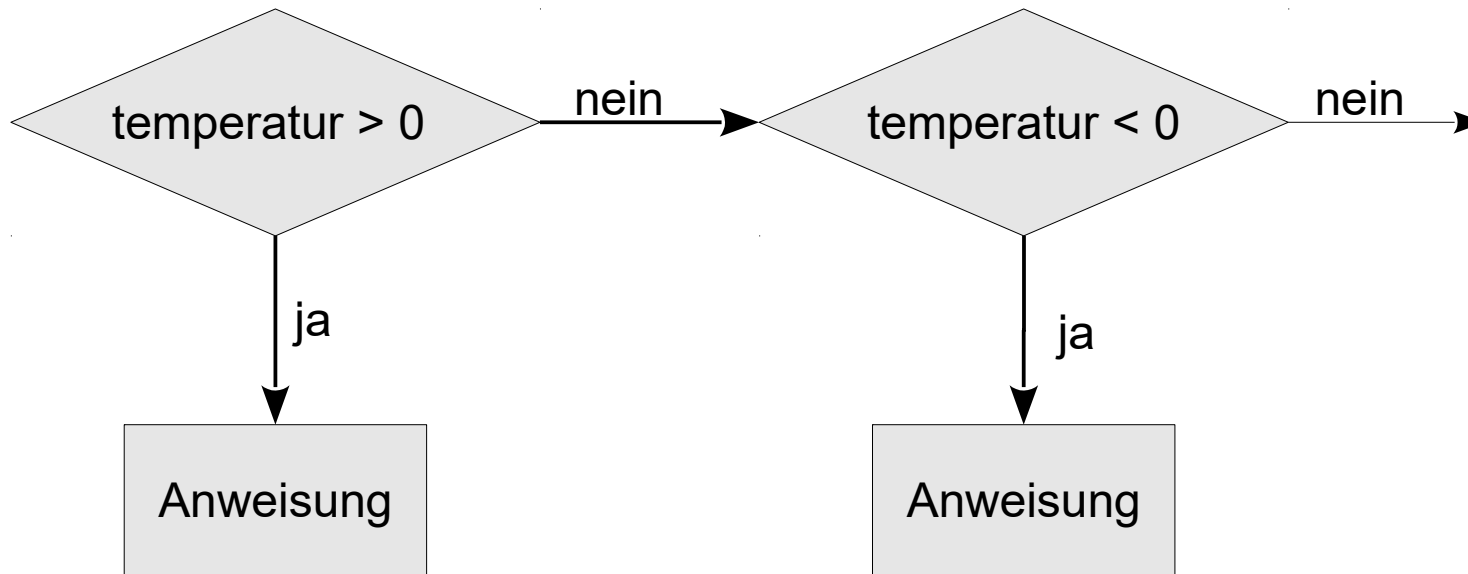 temperatur > 0
nein
temperatur < 0
nein
ja
ja
Anweisung
Anweisung